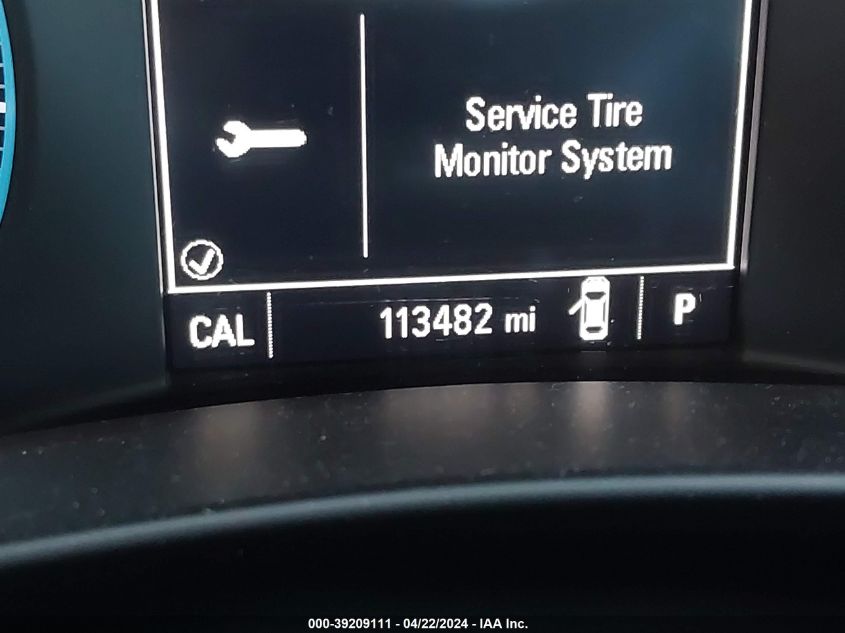 Service Tire
Monitor System
CAL
113482 mi
P
000-39209111 - 04/22/2024 - IAA Inc.